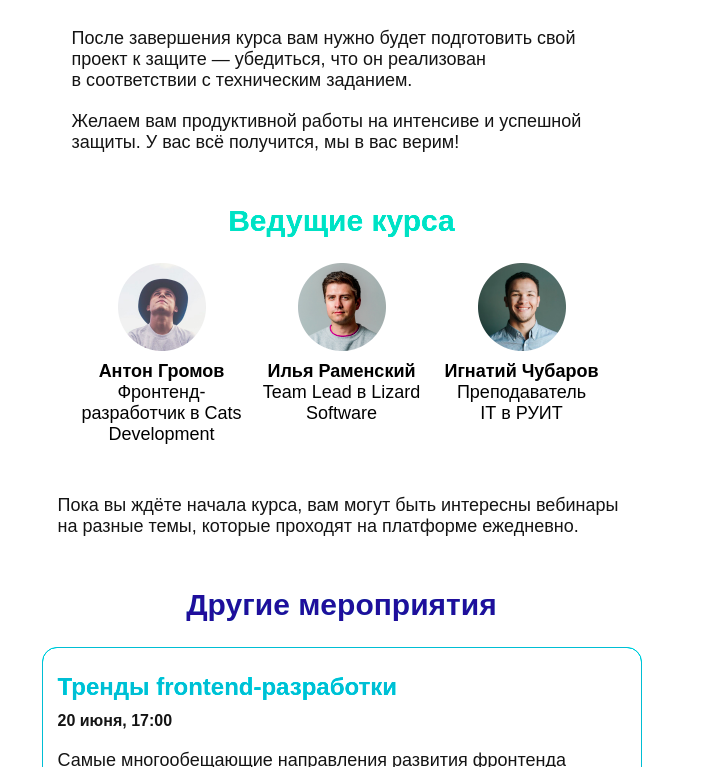 После завершения курса вам нужно будет подготовить свой
проект к защите — убедиться, что он реализован
в соответствии с техническим заданием.
Желаем вам продуктивной работы на интенсиве и успешной
защиты. У вас всё получится, мы в вас верим!
Ведущие курса
Антон Громов
Фронтенд-
разработчик в Cats
Development
Илья Раменский
Team Lead в Lizard
Software
Игнатий Чубаров
Преподаватель
IT в РУИТ
Пока вы ждёте начала курса, вам могут быть интересны вебинары
на разные темы, которые проходят на платформе ежедневно.
Другие мероприятия
Тренды frontend-разработки
20 июня, 17:00
Самые многообещающие направления развития фронтенда